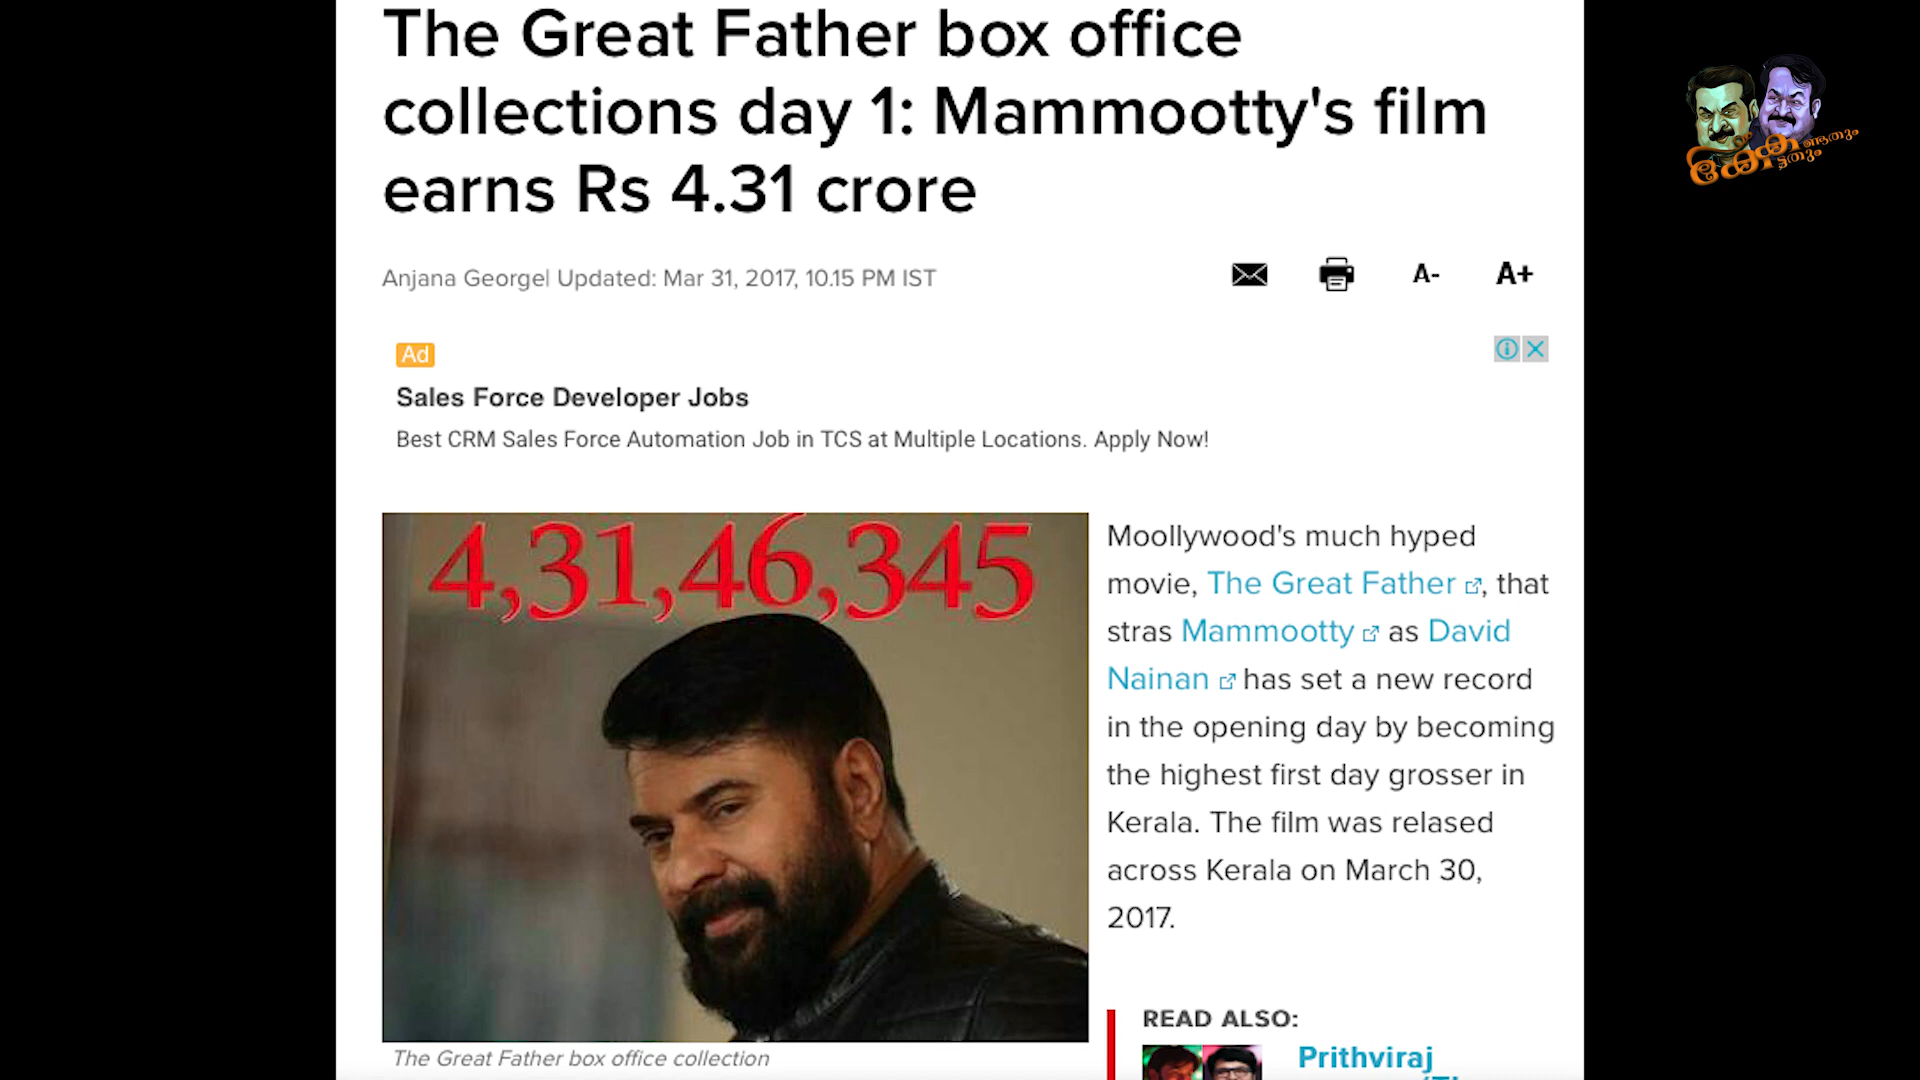 The Great Father box office
collections day 1: Mammootty's film
earns Rs 4.31 crore
Anjana George| Updated: Mar 31, 2017, 10.15 PM IST
A-
A+
Ad
Sales Force Developer Jobs
Best CRM Sales Force Automation Job in TCS at Multiple Locations. Apply Now!
4,31,46,345
The Great Father box office collection
Moollywood's much hyped
movie, The Great Father, that
stras Mammootty as David
Nainan has set a new record
in the opening day by becoming
the highest first day grosser in
Kerala. The film was relased
across Kerala on March 30,
2017.
READ ALSO:
Prithviraj